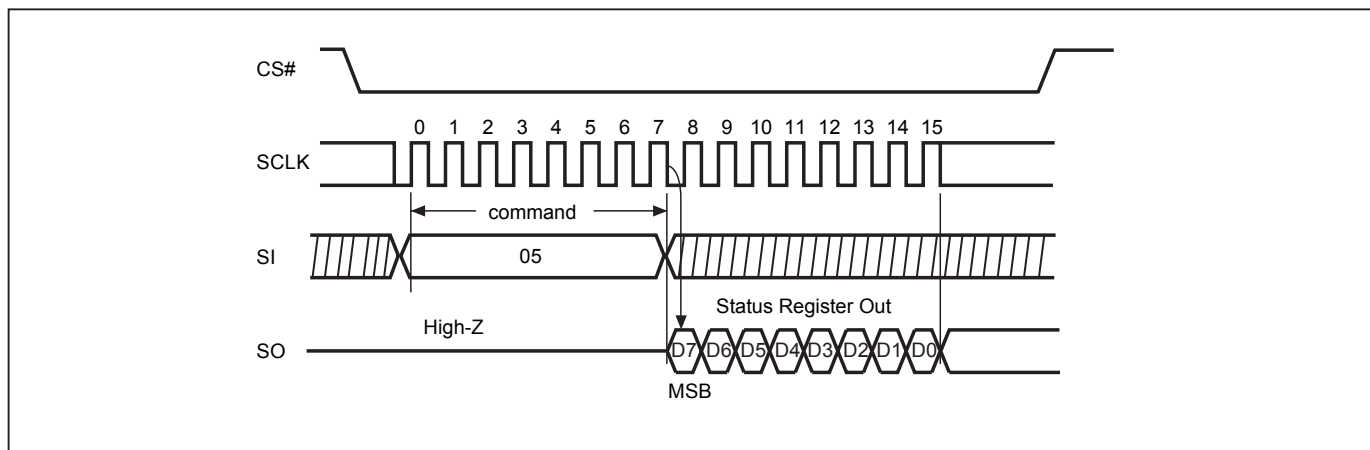 CS#
0 1 2 3 4 5 6 7 8 9 10 11 12 13 14 15
SCLK
command
SI
05
Status Register Out
High-Z
SO
D7 D6 D5 D4 D3 D2 D1 D0
MSB